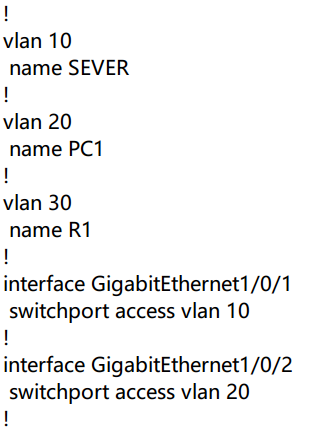 !
vlan 10
name SEVER
!
vlan 20
name PC1
!
vlan 30
name R1
!
interface GigabitEthernet1/0/1
switchport access vlan 10
!
interface GigabitEthernet1/0/2
switchport access vlan 20
!